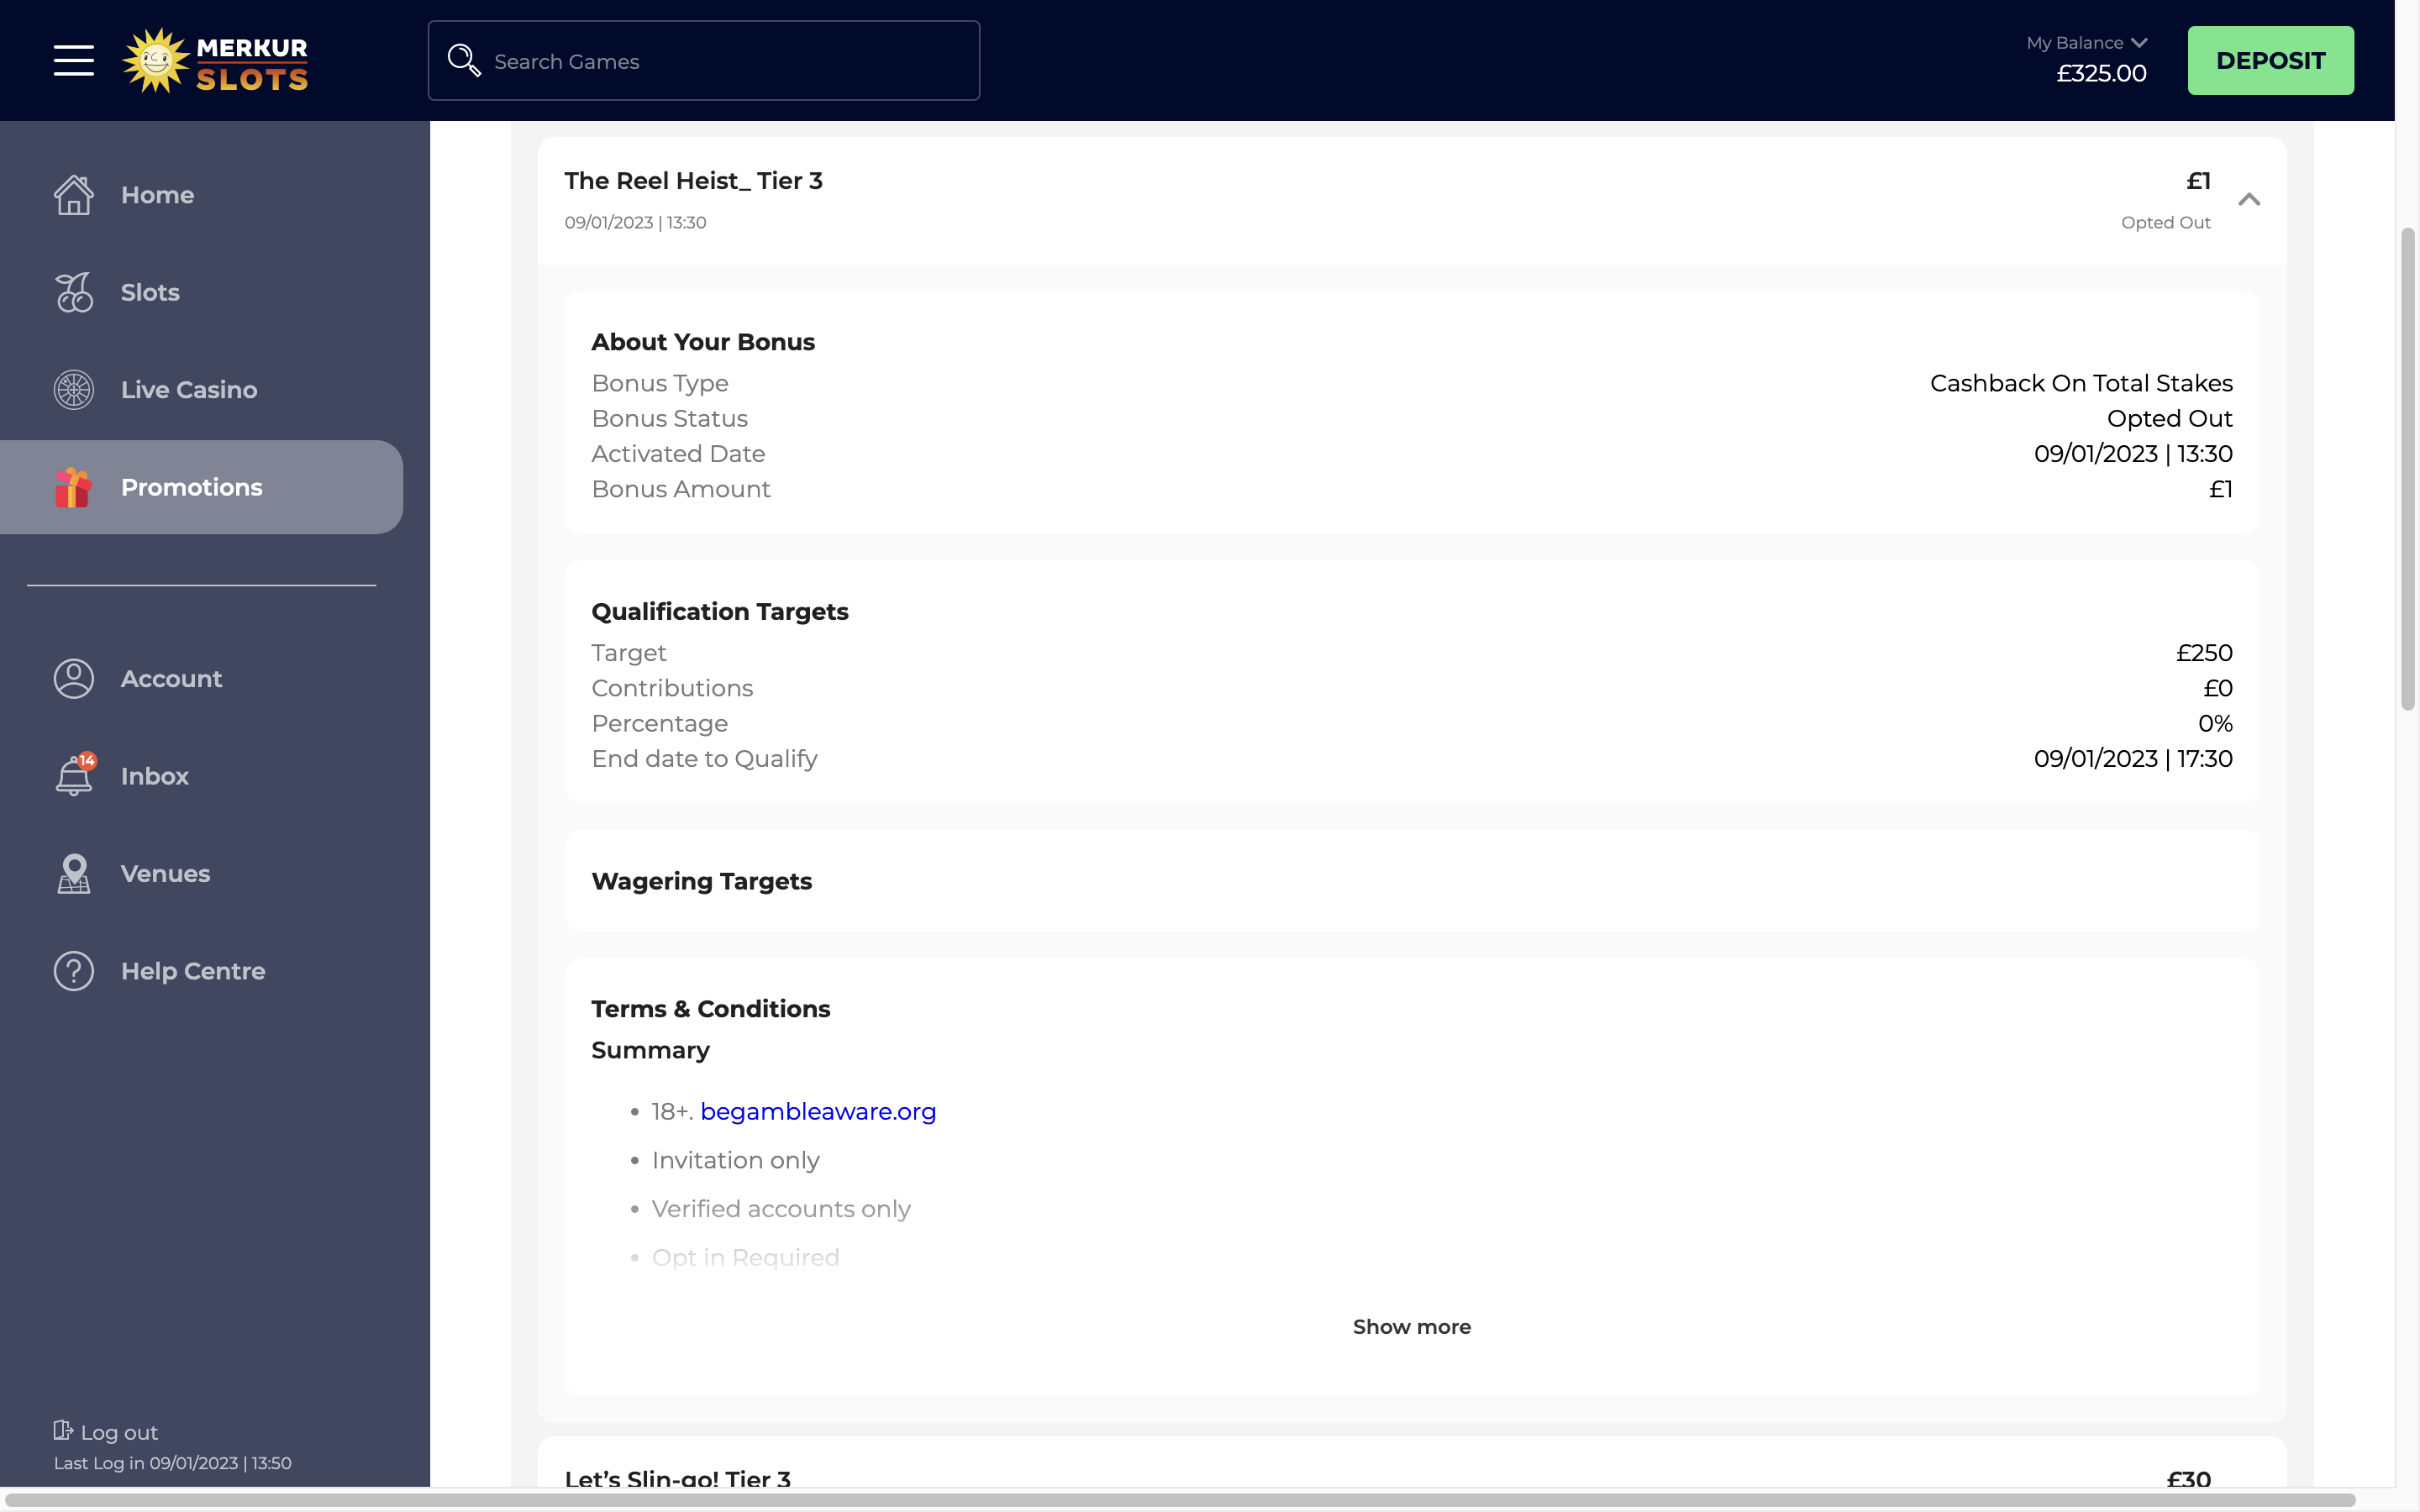 MERKUR
SLOTS
Search Games
My Balance
£325.00
DEPOSIT
Home
Slots
Live Casino
Promotions
Account
14
Inbox
Venues
Help Centre
Log out
Last Log in 09/01/2023 | 13:50
The Reel Heist_ Tier 3
£1
09/01/2023 | 13:30
Opted Out
About Your Bonus
Bonus Type Cashback On Total Stakes
Bonus Status Opted Out
Activated Date 09/01/2023 | 13:30
Bonus Amount £1
Qualification Targets
Target £250
Contributions £0
Percentage 0%
End date to Qualify 09/01/2023 | 17:30
Wagering Targets
Terms & Conditions
Summary
• 18+. begambleaware.org
• Invitation only
• Verified accounts only
• Opt in Required
Show more
Let's Slin-go! Tier 3 £30